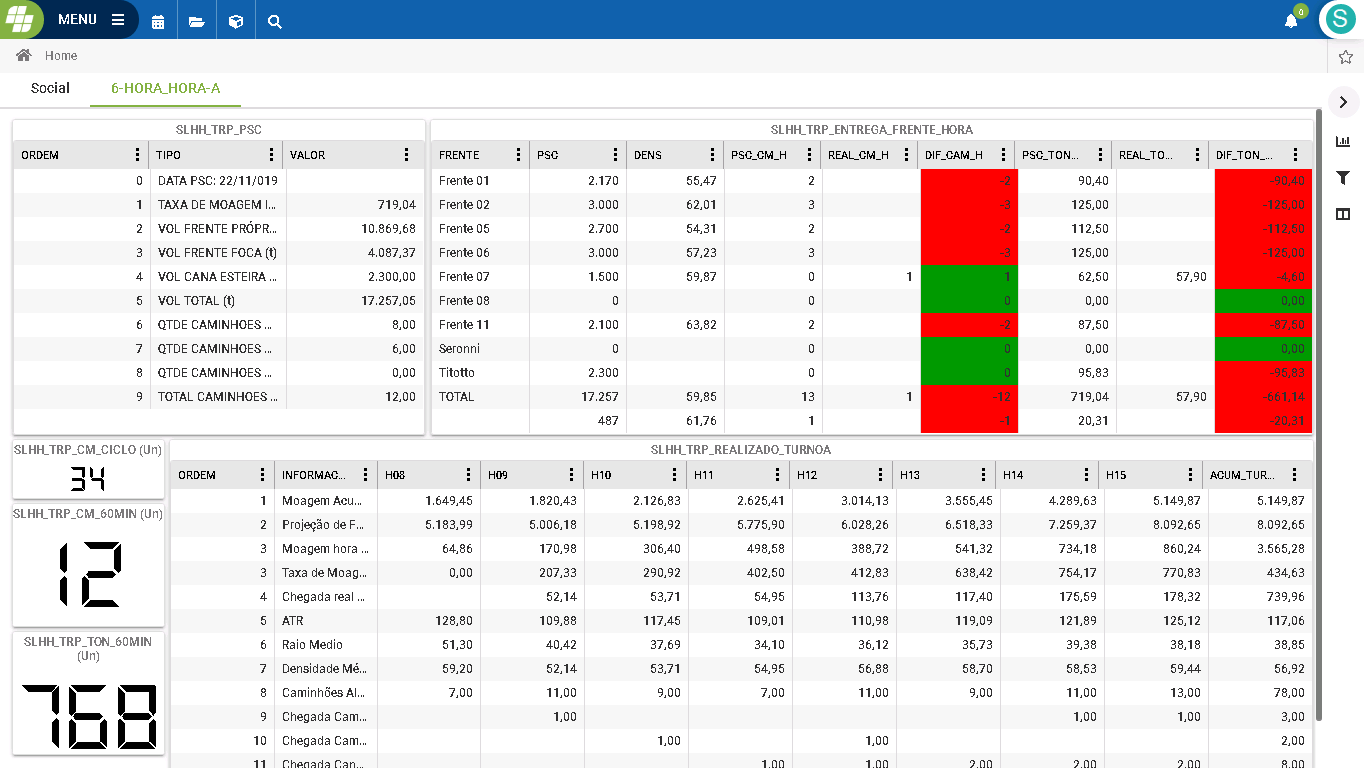 MENU
0
S
Home
Social 6-HORA_HORA-A
SLHH_TRP_PSC
ORDEM TIPO VALOR
0 DATA PSC: 22/11/019
1 TAXA DE MOAGEM I... 719,04
2 VOL FRENTE PRÓPR... 10.869,68
3 VOL FRENTE FOCA (t) 4.087,37
4 VOL CANA ESTEIRA ... 2.300,00
5 VOL TOTAL (t) 17.257,05
6 QTDE CAMINHOES ... 8,00
7 QTDE CAMINHOES ... 6,00
8 QTDE CAMINHOES ... 0,00
9 TOTAL CAMINHOES ... 12,00
SLHH_TRP_ENTREGA_FRENTE_HORA
FRENTE PSC DENS PSC_CM_H REAL_CM_H DIF_CAM_H PSC_TON... REAL_TO... DIF_TON_...
Frente 01 2.170 55,47 2 -2 90,40 -90,40
Frente 02 3.000 62,01 3 -3 125,00 -125,00
Frente 05 2.700 54,31 2 -2 112,50 -112,50
Frente 06 3.000 57,23 3 -3 125,00 -125,00
Frente 07 1.500 59,87 0 1 1 62,50 57,90 -4,60
Frente 08 0 0 0 0,00 0,00
Frente 11 2.100 63,82 2 -2 87,50 -87,50
Seronni 0 0 0 0,00 0,00
Titotto 2.300 0 0 95,83 -95,83
TOTAL 17.257 59,85 13 1 -12 719,04 57,90 -661,14
487 61,76 1 -1 20,31 -20,31
SLHH_TRP_CM_CICLO (Un)
34
SLHH_TRP_CM_60MIN (Un)
12
SLHH_TRP_TON_60MIN
(Un)
768
SLHH_TRP_REALIZADO_TURNOA
ORDEM INFORMAC... H08 H09 H10 H11 H12 H13 H14 H15 ACUM_TUR...
1 Moagem Acu... 1.649,45 1.820,43 2.126,83 2.625,41 3.014,13 3.555,45 4.289,63 5.149,87 5.149,87
2 Projeção de F... 5.183,99 5.006,18 5.198,92 5.775,90 6.028,26 6.518,33 7.259,37 8.092,65 8.092,65
3 Moagem hora ... 64,86 170,98 306,40 498,58 388,72 541,32 734,18 860,24 3.565,28
3 Taxa de Moag... 0,00 207,33 290,92 402,50 412,83 638,42 754,17 770,83 434,63
4 Chegada real ... 52,14 53,71 54,95 113,76 117,40 175,59 178,32 739,96
5 ATR 128,80 109,88 117,45 109,01 110,98 119,09 121,89 125,12 117,06
6 Raio Medio 51,30 40,42 37,69 34,10 36,12 35,73 39,38 38,18 38,85
7 Densidade Mé... 59,20 52,14 53,71 54,95 56,88 58,70 58,53 59,44 56,92
8 Caminhões Al... 7,00 11,00 9,00 7,00 11,00 9,00 11,00 13,00 78,00
9 Chegada Cam... 1,00 1,00 1,00 3,00
10 Chegada Cam... 1,00 1,00 2,00
11 Chegada Can... 1,00 1,00 2,00 2,00 2,00 8,00